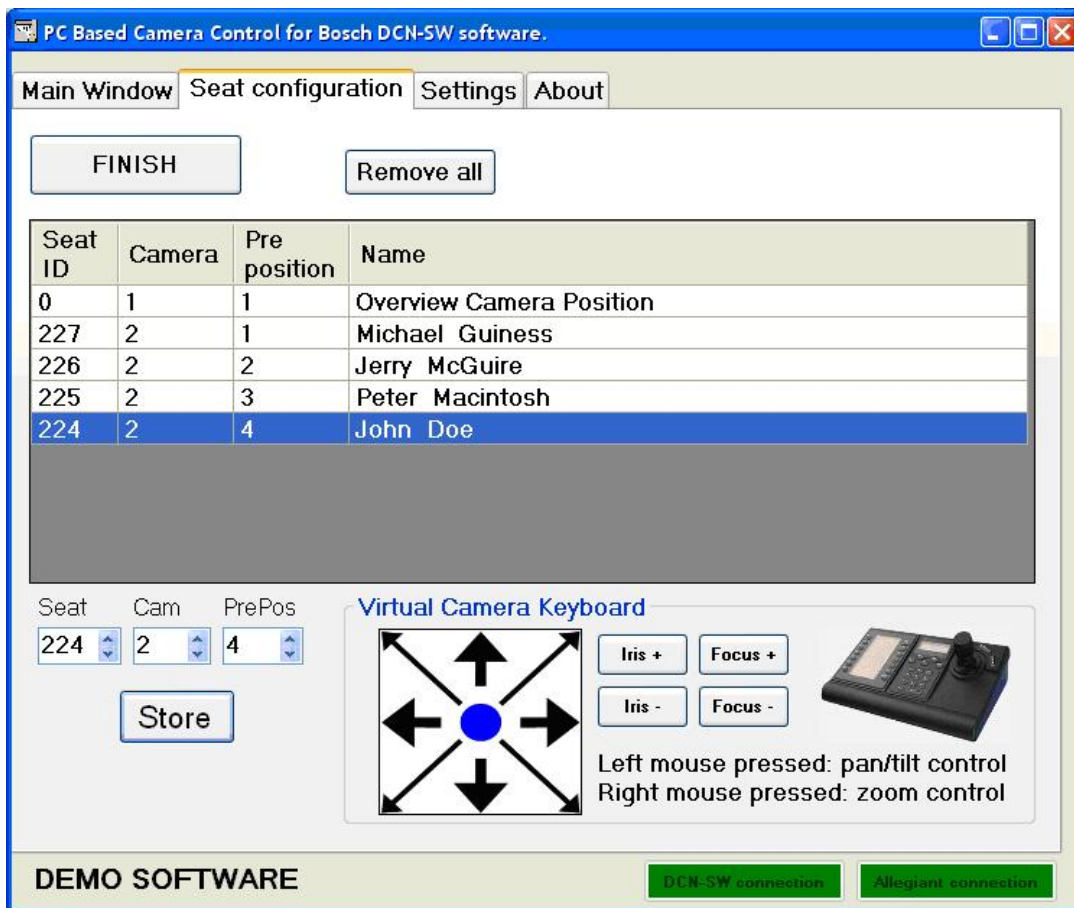 PC Based Camera Control for Bosch DCN-SW software.
Main Window Seat configuration Settings About
FINISH Remove all
Seat ID Camera Pre position Name
0 1 1 Overview Camera Position
227 2 1 Michael Guiness
226 2 2 Jerry McGuire
225 2 3 Peter Macintosh
224 2 4 John Doe
Seat Cam PrePos
224 2 4
Store
Virtual Camera Keyboard
Iris + Focus +
Iris - Focus -
Left mouse pressed: pan/tilt control
Right mouse pressed: zoom control
DEMO SOFTWARE DCN-SW connection Allegiant connection